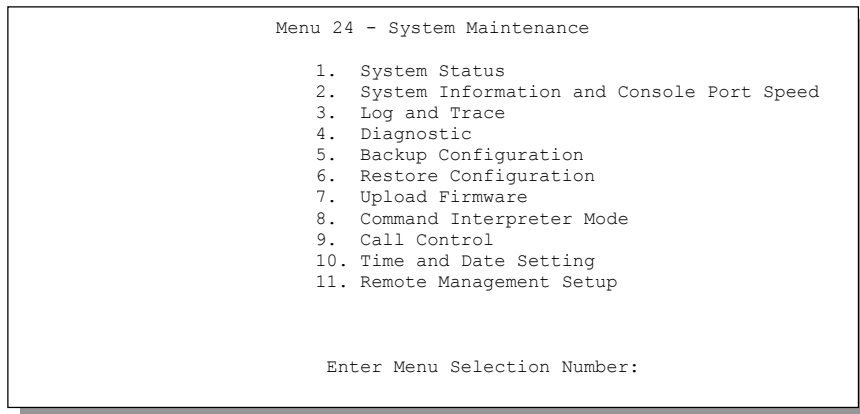 Menu 24 - System Maintenance
1. System Status
2. System Information and Console Port Speed
3. Log and Trace
4. Diagnostic
5. Backup Configuration
6. Restore Configuration
7. Upload Firmware
8. Command Interpreter Mode
9. Call Control
10. Time and Date Setting
11. Remote Management Setup
Enter Menu Selection Number: